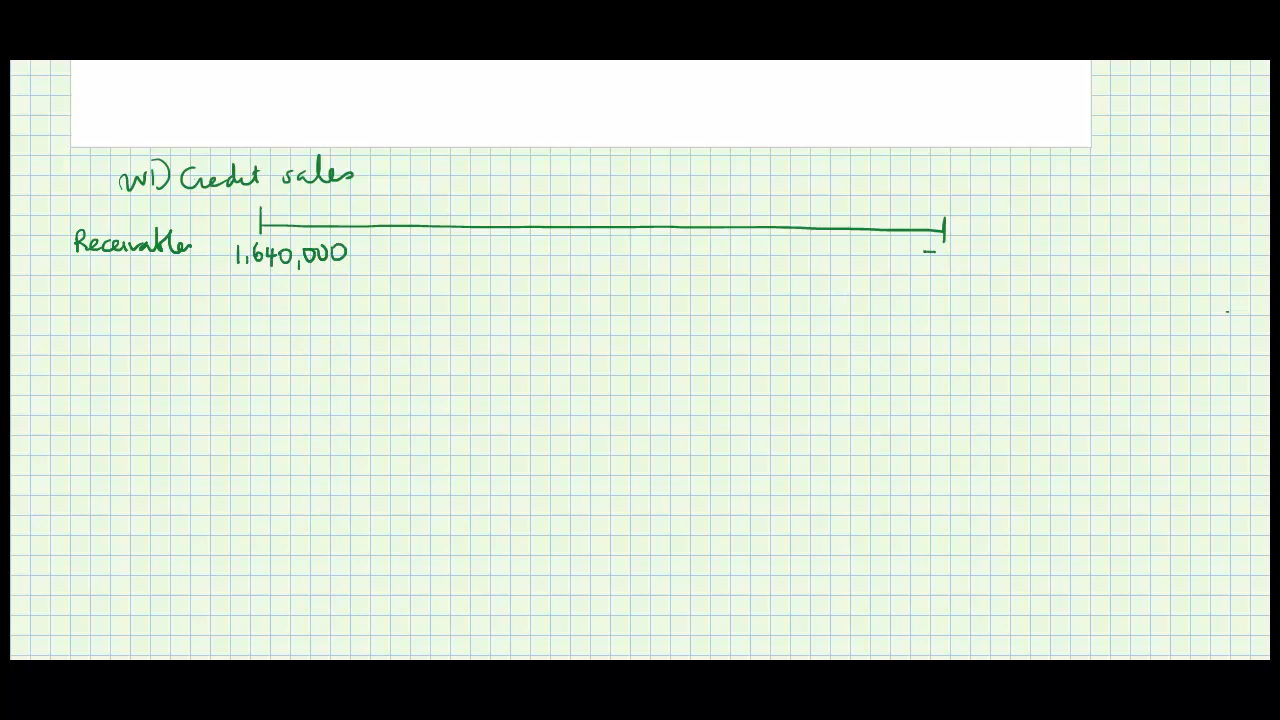 W1) Credit sales
Receivables
1,640,000 –